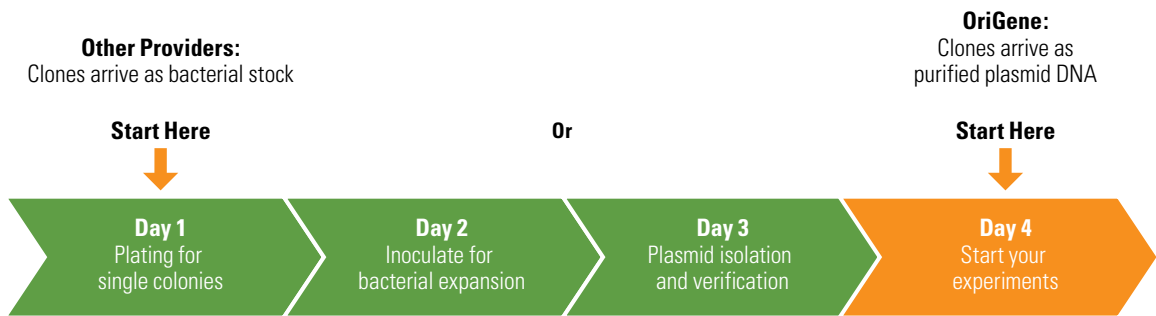 Other Providers:
Clones arrive as bacterial stock
OriGene:
Clones arrive as
purified plasmid DNA
Start Here
Or
Start Here
Day 1
Plating for
single colonies
Day 2
Inoculate for
bacterial expansion
Day 3
Plasmid isolation
and verification
Day 4
Start your
experiments